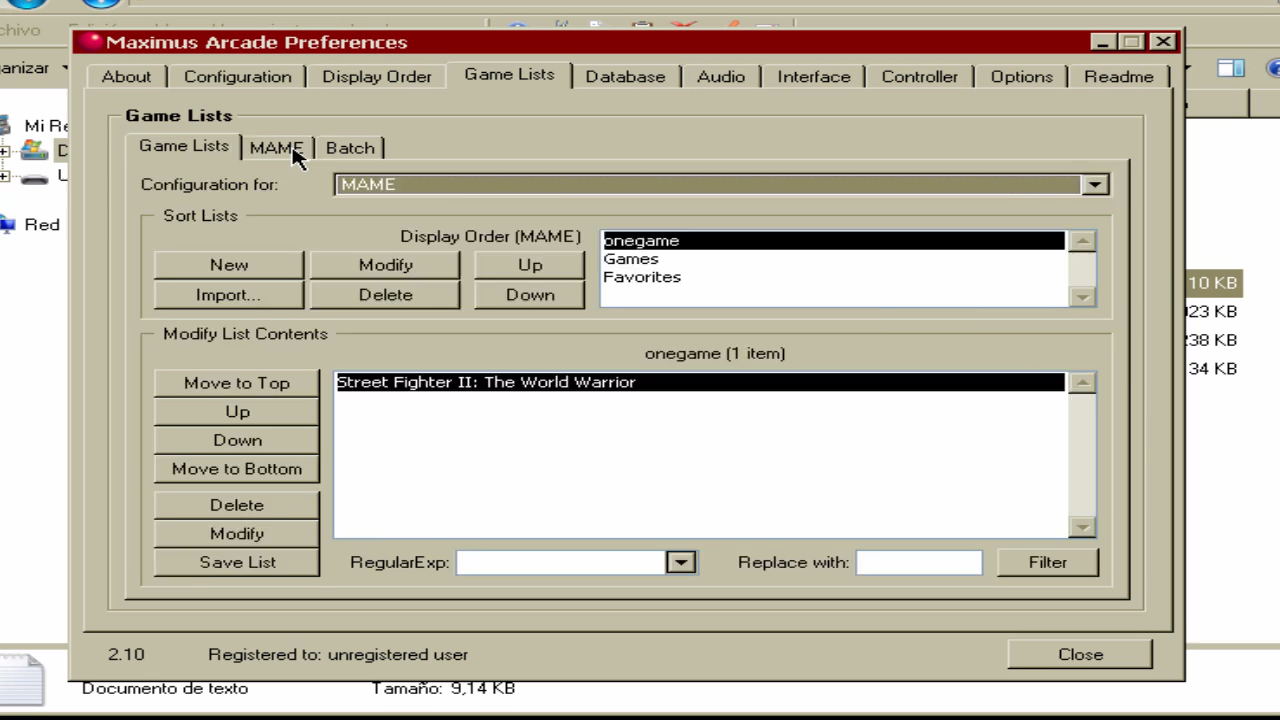 chivo
Maximus Arcade Preferences
anizar
About Configuration Display Order Game Lists Database Audio Interface Controller Options Readme
Game Lists
Mi Re
Game Lists MAME Batch
D
Configuration for: MAME
U
Sort Lists
Red
Display Order (MAME)
onegame
Games
Favorites
New Modify Up
Import... Delete Down
10 KB
23 KB
38 KB
34 KB
Modify List Contents
onegame (1 item)
Move to Top
Up
Down
Move to Bottom
Delete
Modify
Save List
Street Fighter II: The World Warrior
RegularExp: Replace with: Filter
2.10 Registered to: unregistered user Close
Documento de texto Tamaño: 9,14 KB